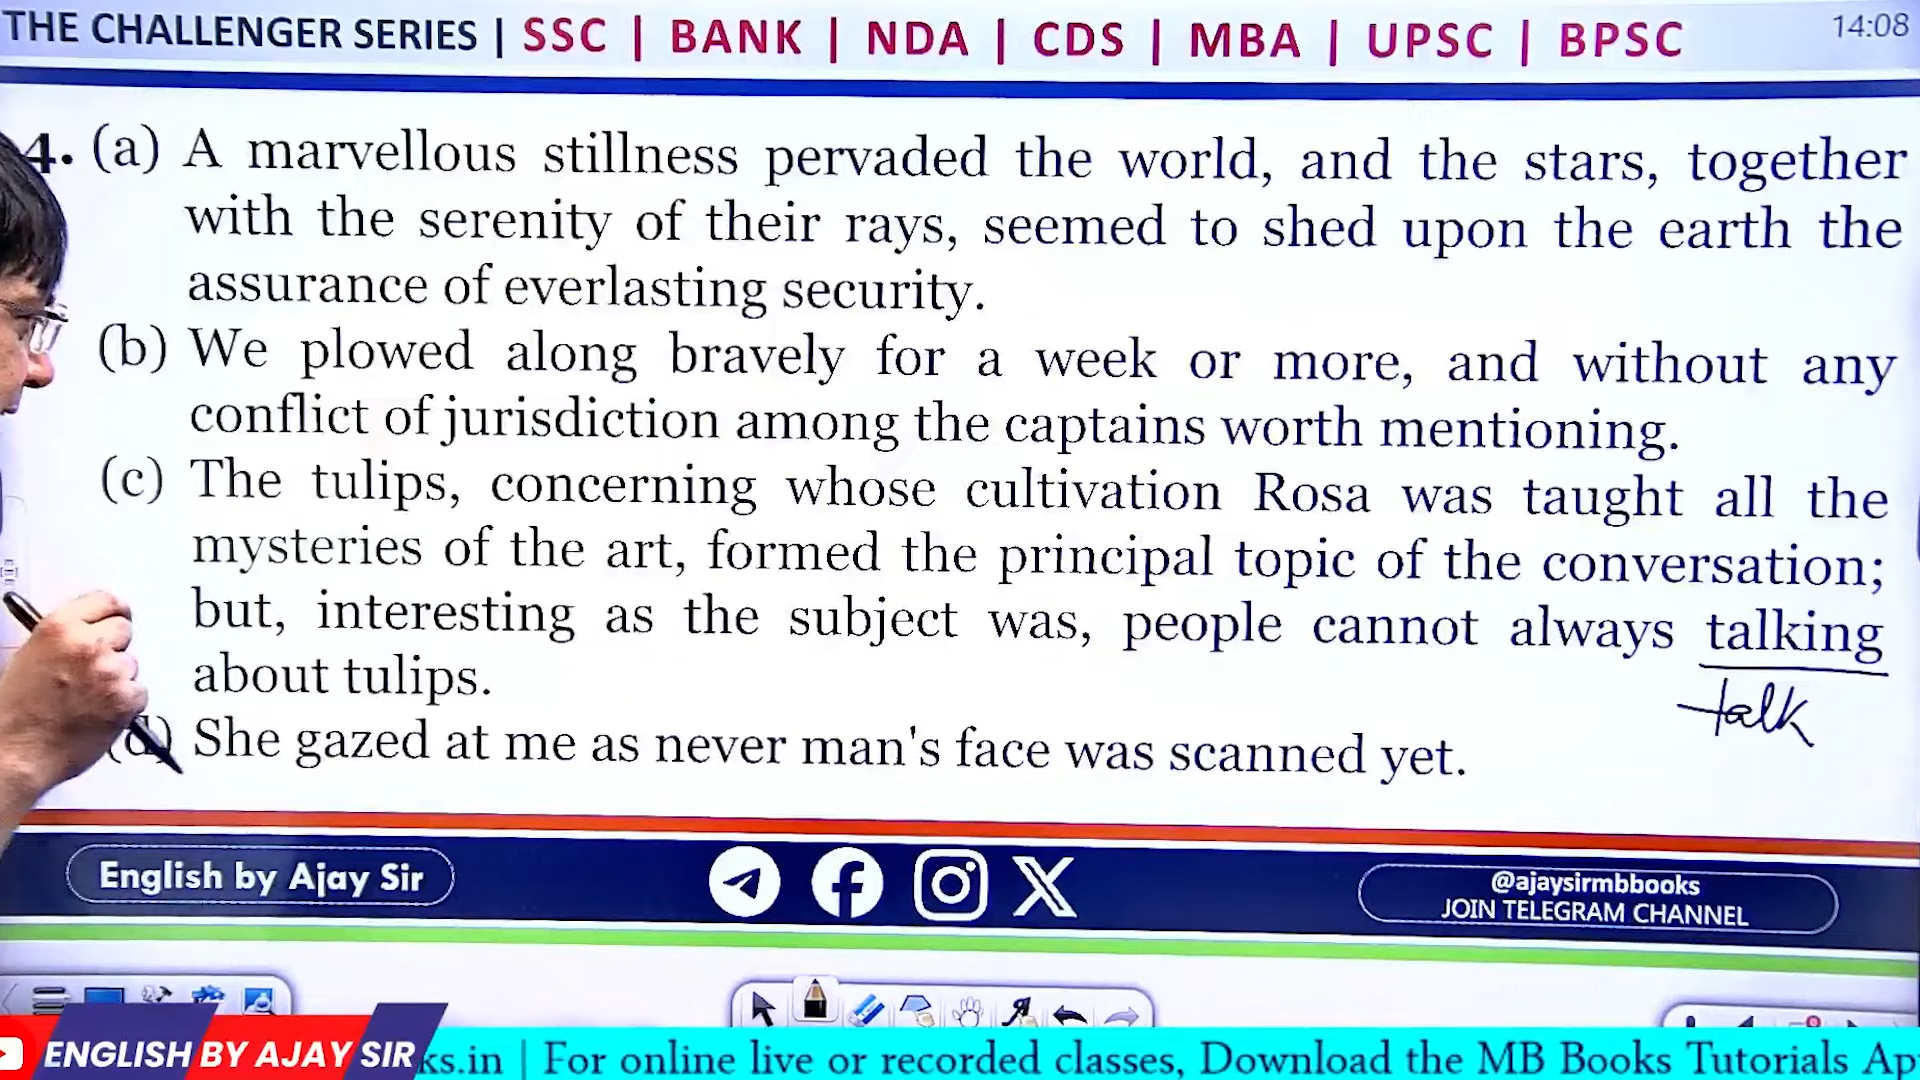 THE CHALLENGER SERIES | SSC | BANK | NDA | CDS | MBA | UPSC | BPSC
14:08
4. (a) A marvellous stillness pervaded the world, and the stars, together
with the serenity of their rays, seemed to shed upon the earth the
assurance of everlasting security.
(b) We plowed along bravely for a week or more, and without any
conflict of jurisdiction among the captains worth mentioning.
(c) The tulips, concerning whose cultivation Rosa was taught all the
mysteries of the art, formed the principal topic of the conversation;
but, interesting as the subject was, people cannot always talking
about tulips.
talk
(d) She gazed at me as never man's face was scanned yet.
English by Ajay Sir
@ajaysirmbbooks
JOIN TELEGRAM CHANNEL
ENGLISH BY AJAY SIR
ks.in | For online live or recorded classes, Download the MB Books Tutorials Ap